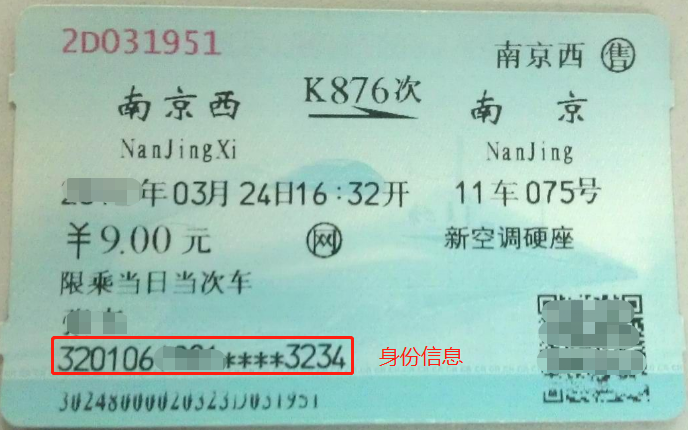 2D031951
南京西 售
南京西 K876次 南京
NanJingXi NanJing
年03月24日16:32开 11车075号
¥9.00元 网 新空调硬座
限乘当日当次车
320106 ****3234 身份信息
30248000020323D031951